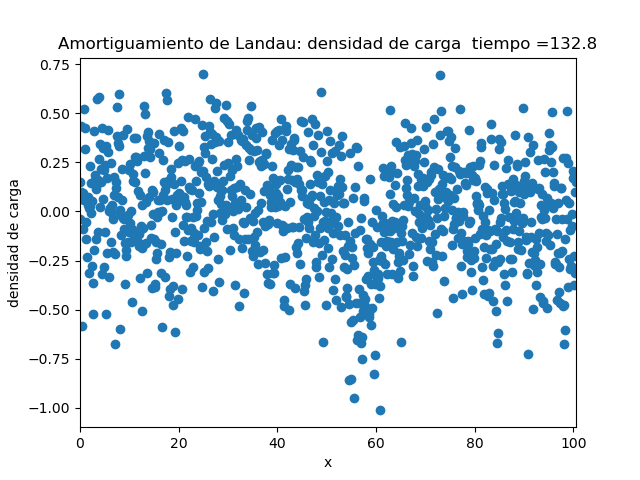 Amortiguamiento de Landau: densidad de carga  tiempo =132.8
0.75
0.50
0.25
0.00
−0.25
−0.50
−0.75
−1.00
densidad de carga
0 20 40 60 80 100
x